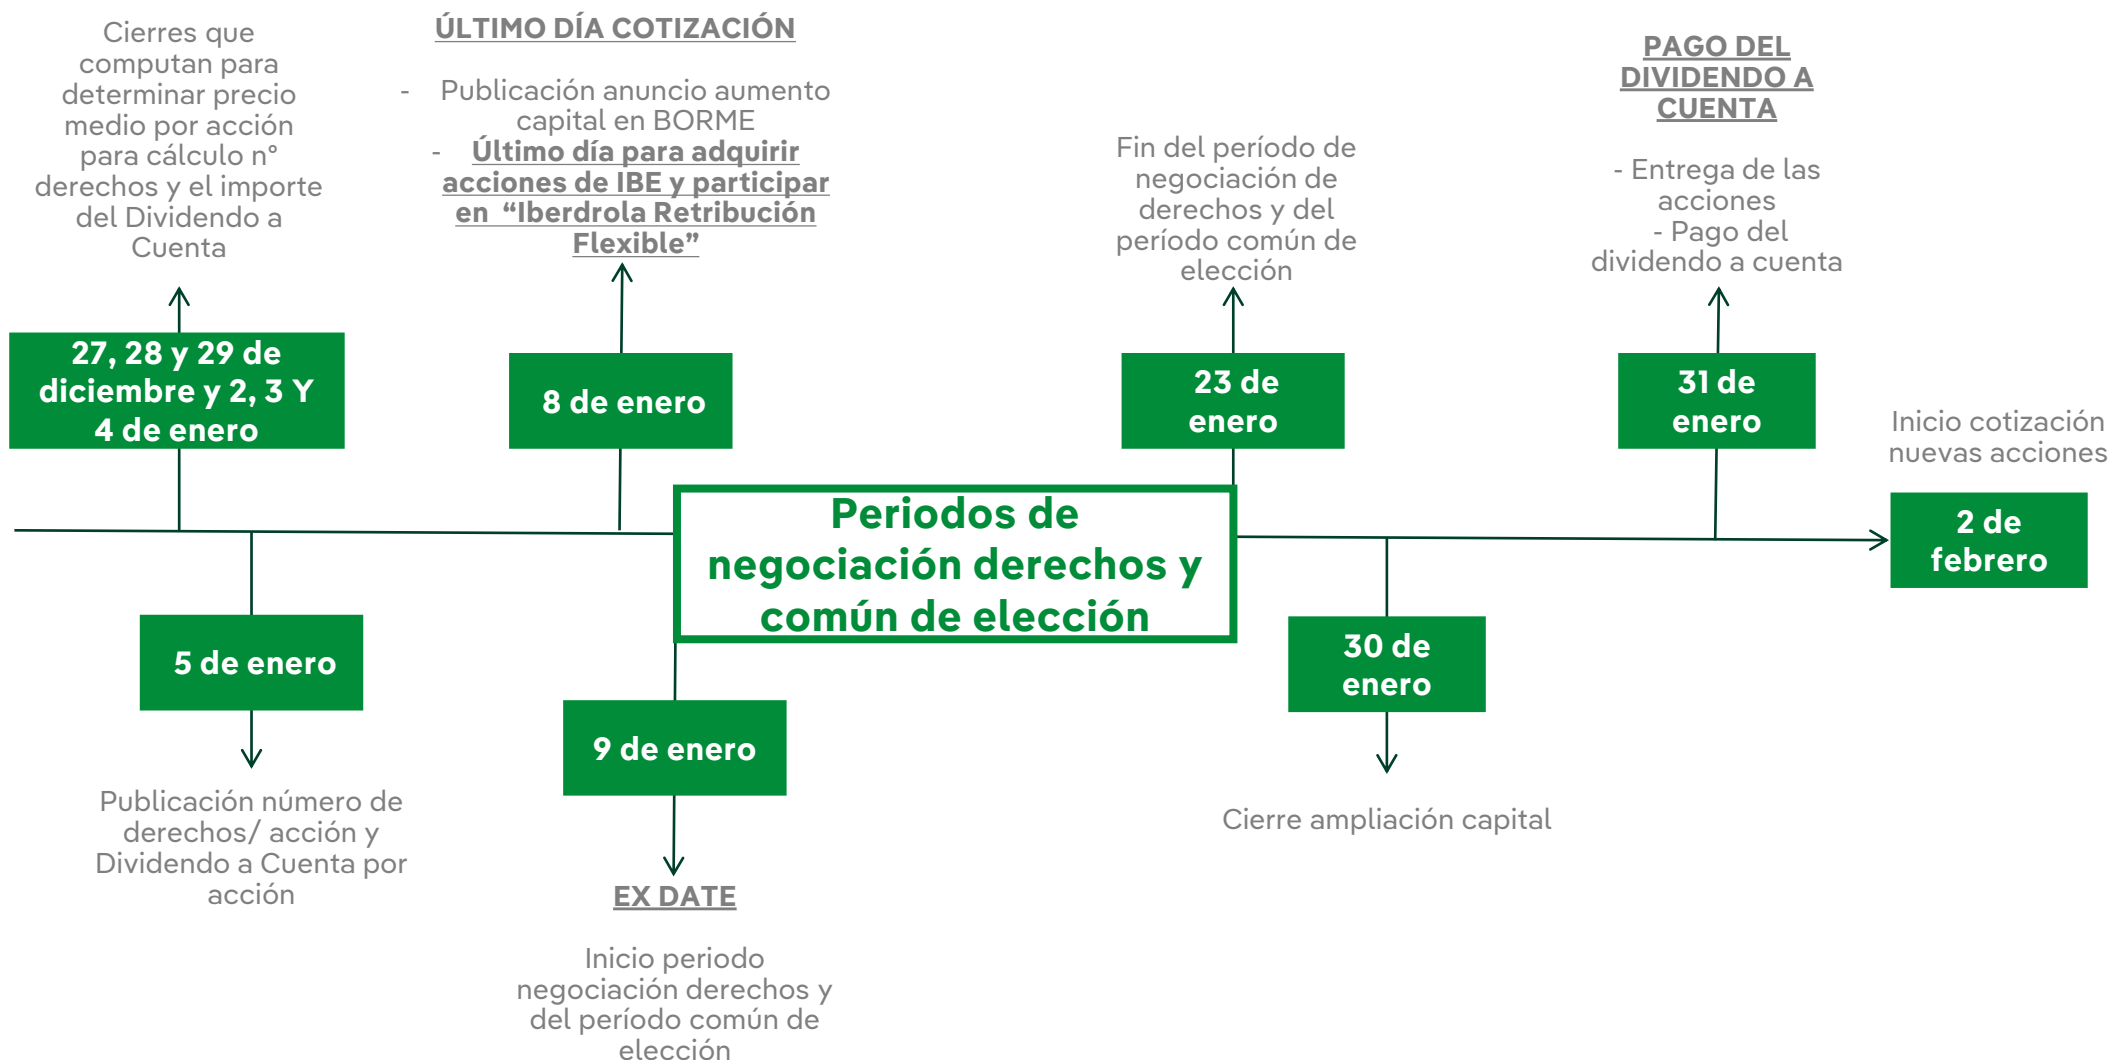 Cierres que
computan para
determinar precio
medio por acción
para cálculo nº
derechos y el importe
del Dividendo a
Cuenta
27, 28 y 29 de
diciembre y 2, 3 Y
4 de enero
ÚLTIMO DÍA COTIZACIÓN
- Publicación anuncio aumento
capital en BORME
- Último día para adquirir
acciones de IBE y participar
en “Iberdrola Retribución
Flexible”
8 de enero
Fin del período de
negociación de
derechos y del
período común de
elección
23 de
enero
PAGO DEL
DIVIDENDO A
CUENTA
- Entrega de las
acciones
- Pago del
dividendo a cuenta
31 de
enero
Inicio cotización
nuevas acciones
2 de
febrero
Periodos de
negociación derechos y
común de elección
5 de enero
Publicación número de
derechos/ acción y
Dividendo a Cuenta por
acción
9 de enero
EX DATE
Inicio periodo
negociación derechos y
del período común de
elección
30 de
enero
Cierre ampliación capital